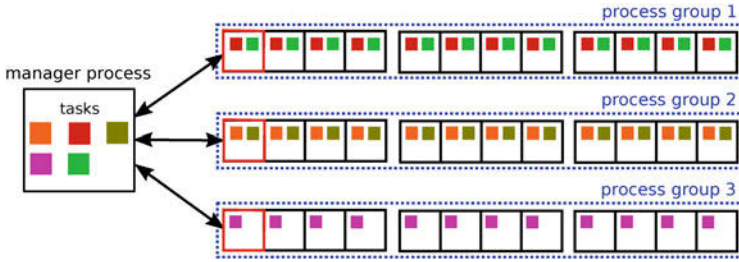 process group 1
manager process
tasks
process group 2
process group 3